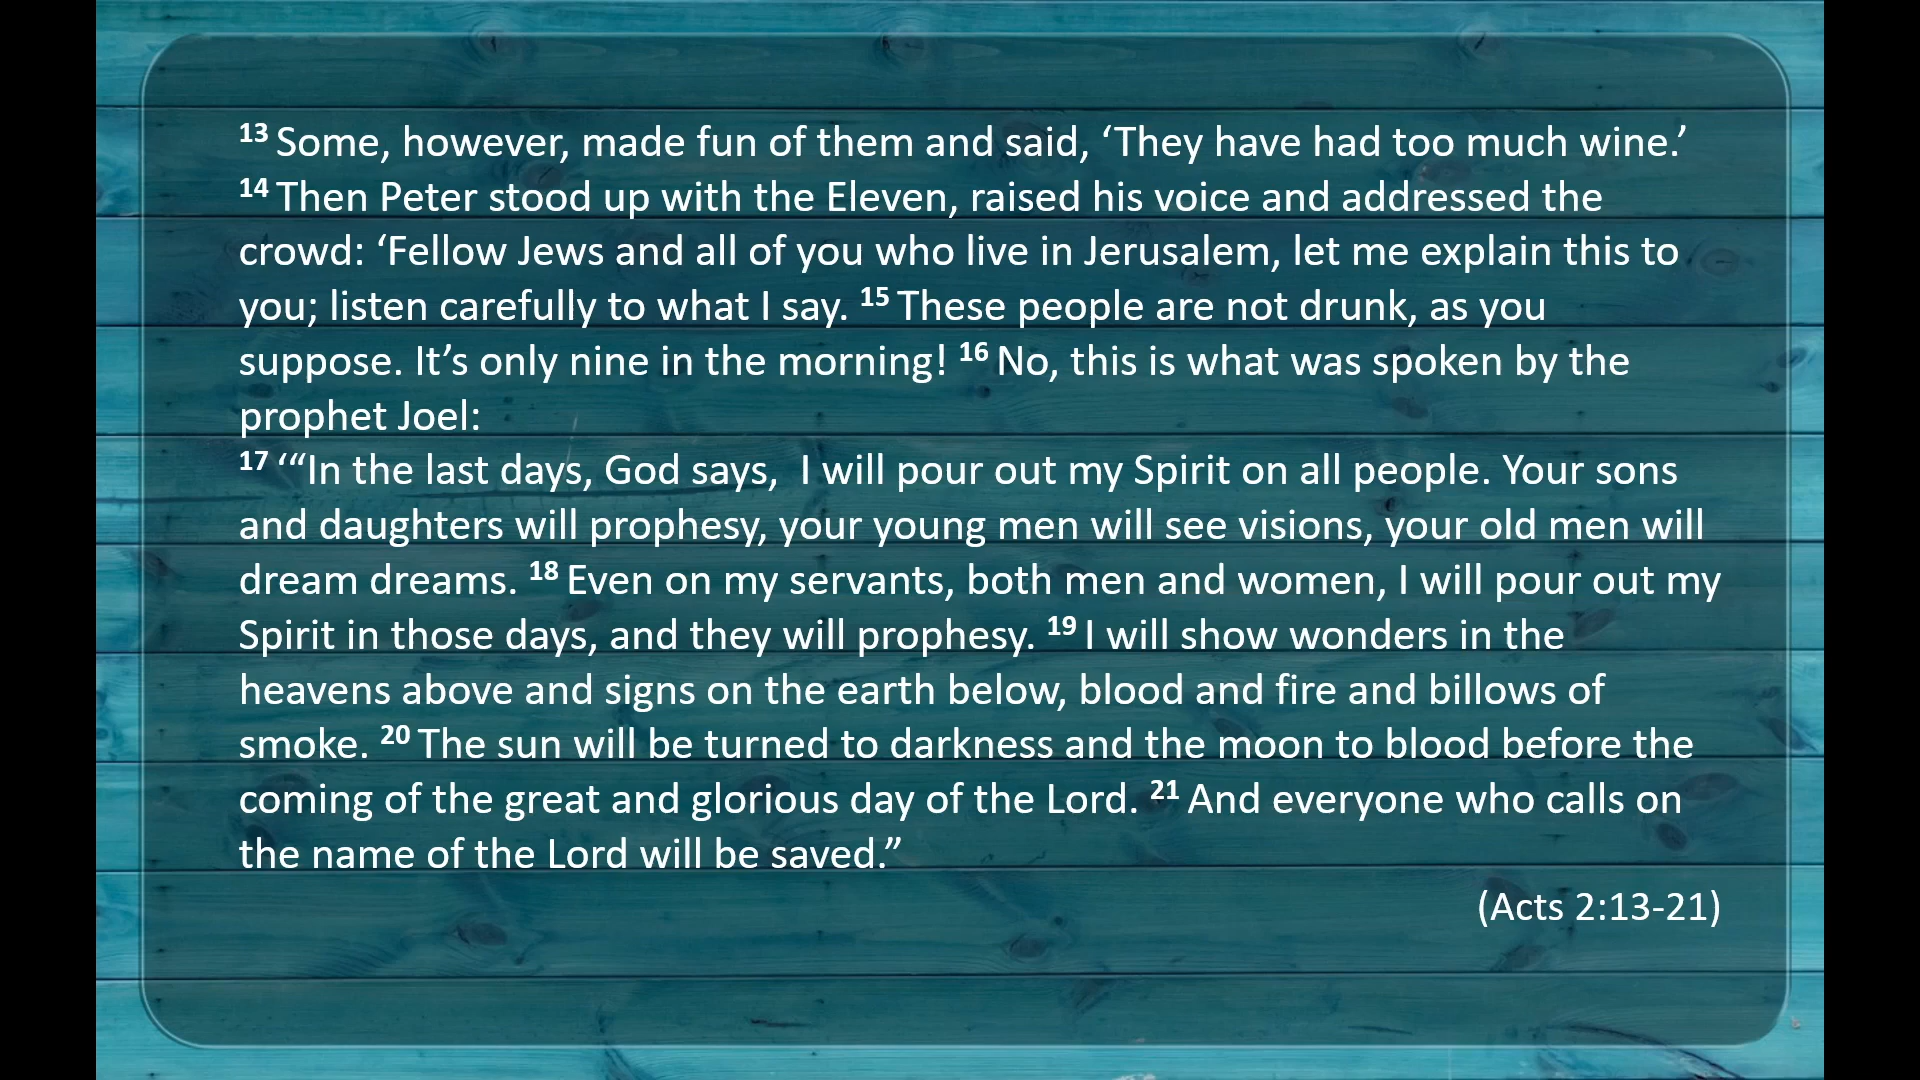 13 Some, however, made fun of them and said, ‘They have had too much wine.’
14 Then Peter stood up with the Eleven, raised his voice and addressed the
crowd: ‘Fellow Jews and all of you who live in Jerusalem, let me explain this to
you; listen carefully to what I say. 15 These people are not drunk, as you
suppose. It’s only nine in the morning! 16 No, this is what was spoken by the
prophet Joel:
17 ‘“In the last days, God says,  I will pour out my Spirit on all people. Your sons
and daughters will prophesy, your young men will see visions, your old men will
dream dreams. 18 Even on my servants, both men and women, I will pour out my
Spirit in those days, and they will prophesy. 19 I will show wonders in the
heavens above and signs on the earth below, blood and fire and billows of
smoke. 20 The sun will be turned to darkness and the moon to blood before the
coming of the great and glorious day of the Lord. 21 And everyone who calls on
the name of the Lord will be saved.”
(Acts 2:13-21)